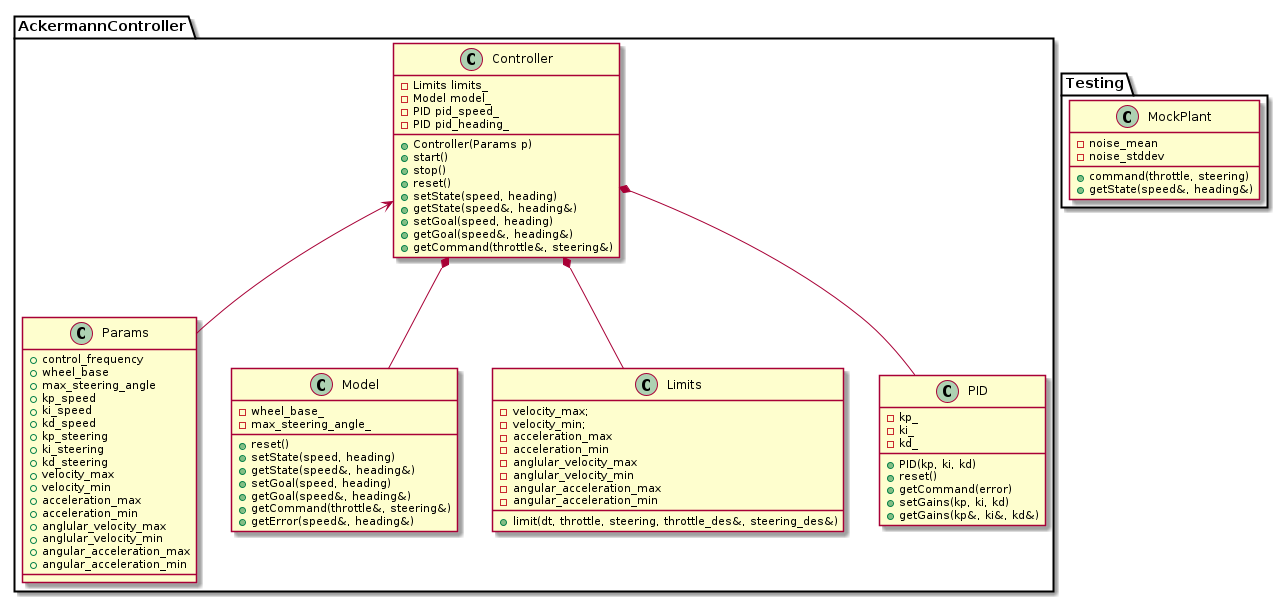 AckermannController
C Controller
Limits limits_
Model model_
PID pid_speed_
PID pid_heading_
Controller(Params p)
start()
stop()
reset()
setState(speed, heading)
getState(speed&, heading&)
setGoal(speed, heading)
getGoal(speed&, heading&)
getCommand(throttle&, steering&)
Testing
C MockPlant
noise_mean
noise_stddev
command(throttle, steering)
getState(speed&, heading&)
C Params
control_frequency
wheel_base
max_steering_angle
kp_speed
ki_speed
kd_speed
kp_steering
ki_steering
kd_steering
velocity_max
velocity_min
acceleration_max
acceleration_min
anglular_velocity_max
anglular_velocity_min
angular_acceleration_max
angular_acceleration_min
C Model
wheel_base_
max_steering_angle_
reset()
setState(speed, heading)
getState(speed&, heading&)
setGoal(speed, heading)
getGoal(speed&, heading&)
getCommand(throttle&, steering&)
getError(speed&, heading&)
C Limits
velocity_max;
velocity_min;
acceleration_max
acceleration_min
anglular_velocity_max
anglular_velocity_min
angular_acceleration_max
angular_acceleration_min
limit(dt, throttle, steering, throttle_des&, steering_des&)
C PID
kp_
ki_
kd_
PID(kp, ki, kd)
reset()
getCommand(error)
setGains(kp, ki, kd)
getGains(kp&, ki&, kd&)